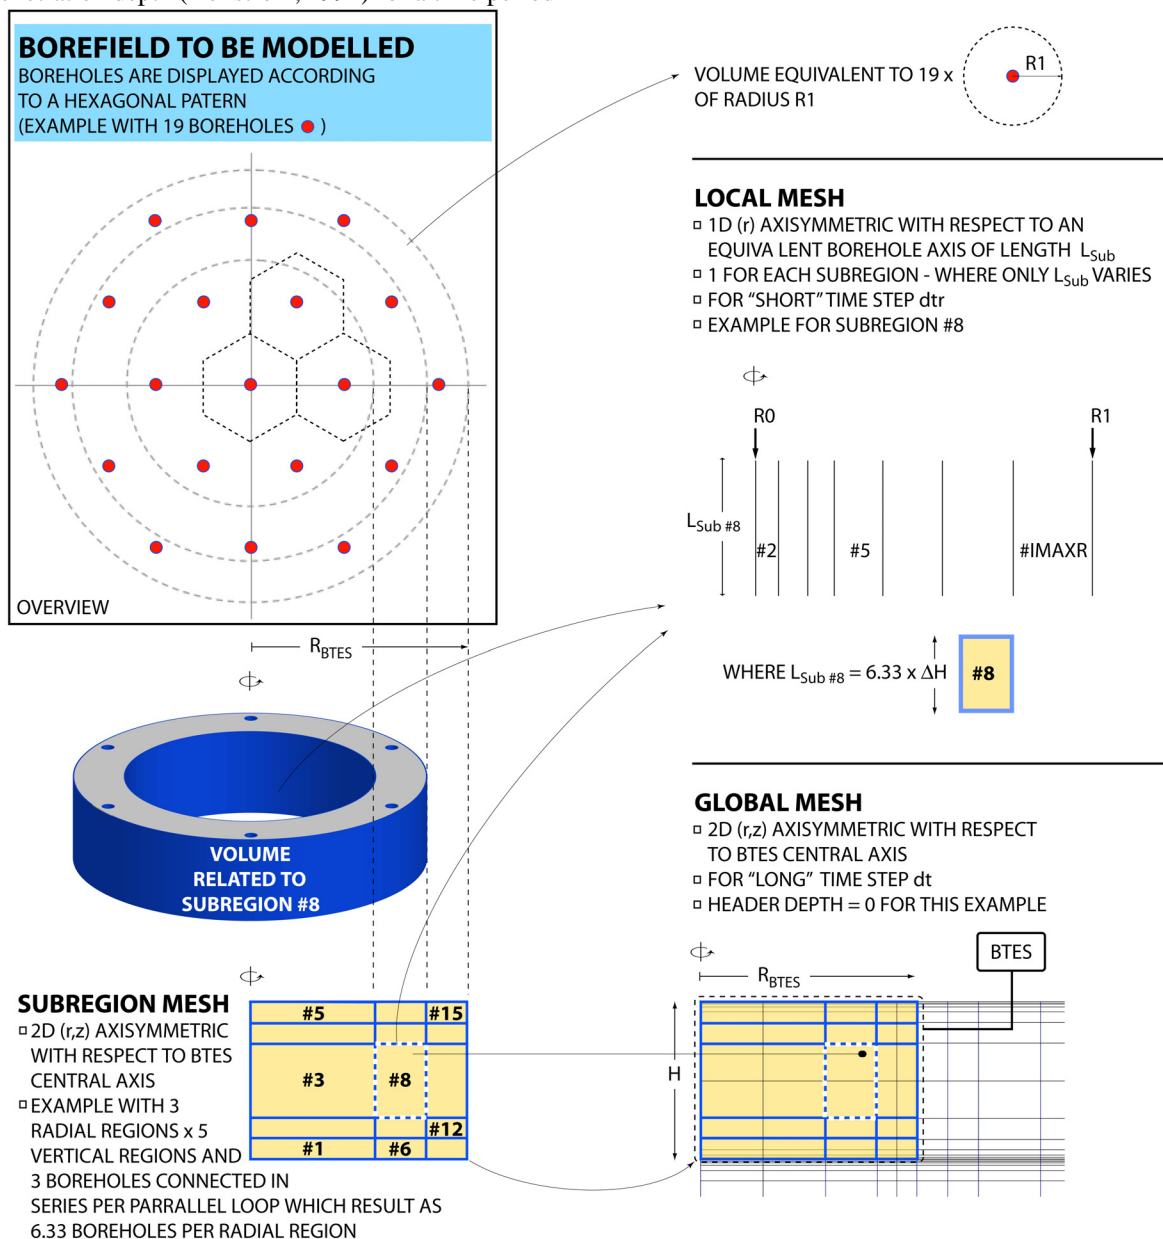 BOREFIELD TO BE MODELLED
BOREHOLES ARE DISPLAYED ACCORDING
TO A HEXAGONAL PATERN
(EXAMPLE WITH 19 BOREHOLES )
OVERVIEW
R1
VOLUME EQUIVALENT TO 19 x
OF RADIUS R1
LOCAL MESH
1D (r) AXISYMMETRIC WITH RESPECT TO AN
EQUIVA LENT BOREHOLE AXIS OF LENGTH LSub
1 FOR EACH SUBREGION - WHERE ONLY LSub VARIES
FOR "SHORT" TIME STEP dtr
EXAMPLE FOR SUBREGION #8
R0
R1
LSub #8
#2
#5
#IMAXR
WHERE LSub #8 = 6.33 x ΔH
#8
RBTES
VOLUME
RELATED TO
SUBREGION #8
GLOBAL MESH
2D (r,z) AXISYMMETRIC WITH RESPECT
TO BTES CENTRAL AXIS
FOR "LONG" TIME STEP dt
HEADER DEPTH = 0 FOR THIS EXAMPLE
BTES
RBTES
H
SUBREGION MESH
2D (r,z) AXISYMMETRIC
WITH RESPECT TO BTES
CENTRAL AXIS
EXAMPLE WITH 3
RADIAL REGIONS x 5
VERTICAL REGIONS AND
3 BOREHOLES CONNECTED IN
SERIES PER PARRALLEL LOOP WHICH RESULT AS
6.33 BOREHOLES PER RADIAL REGION
#5
#15
#3
#8
#12
#1
#6